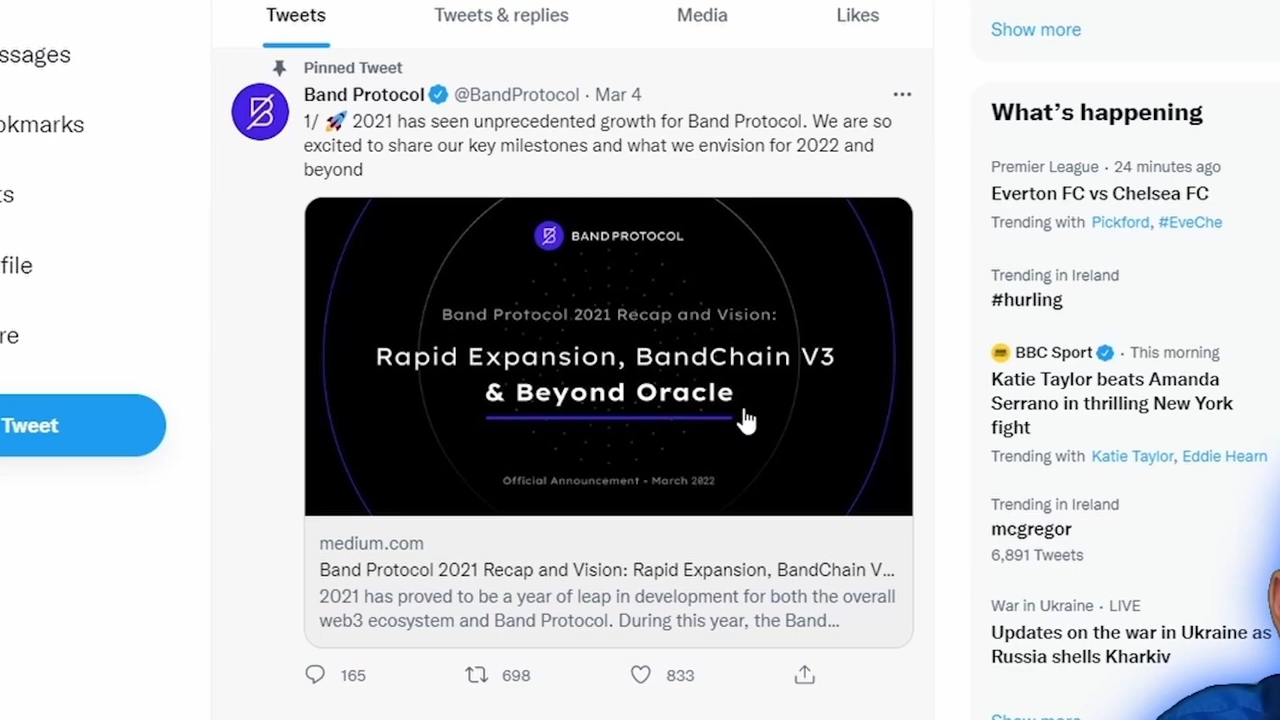 ssages
okmarks
ts
file
re
Tweet
Tweets
Tweets & replies
Media
Likes
Pinned Tweet
Band Protocol @BandProtocol · Mar 4
1/ 🚀 2021 has seen unprecedented growth for Band Protocol. We are so
excited to share our key milestones and what we envision for 2022 and
beyond
BAND PROTOCOL
Band Protocol 2021 Recap and Vision:
Rapid Expansion, BandChain V3
& Beyond Oracle
Official Announcement - March 2022
medium.com
Band Protocol 2021 Recap and Vision: Rapid Expansion, BandChain V...
2021 has proved to be a year of leap in development for both the overall
web3 ecosystem and Band Protocol. During this year, the Band...
165
698
833
Show more
What's happening
Premier League · 24 minutes ago
Everton FC vs Chelsea FC
Trending with Pickford, #EveChe
Trending in Ireland
#hurling
BBC Sport · This morning
Katie Taylor beats Amanda
Serrano in thrilling New York
fight
Trending with Katie Taylor, Eddie Hearn
Trending in Ireland
mcgregor
6,891 Tweets
War in Ukraine · LIVE
Updates on the war in Ukraine as
Russia shells Kharkiv
Show more